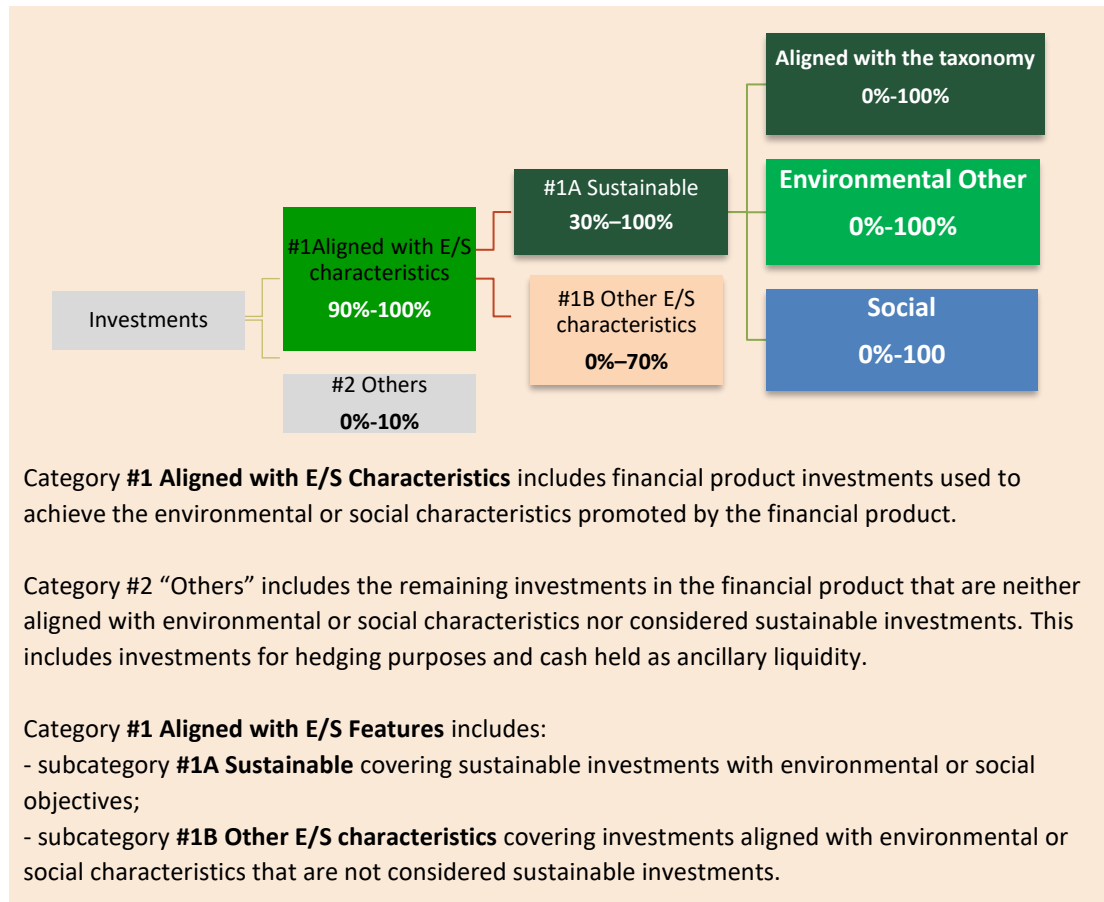 Aligned with the taxonomy
0%-100%
Environmental Other
0%-100%
Social
0%-100
#1A Sustainable
30%–100%
#1B Other E/S
characteristics
0%–70%
#1Aligned with E/S
characteristics
90%-100%
Investments
#2 Others
0%-10%
Category #1 Aligned with E/S Characteristics includes financial product investments used to
achieve the environmental or social characteristics promoted by the financial product.
Category #2 “Others” includes the remaining investments in the financial product that are neither
aligned with environmental or social characteristics nor considered sustainable investments. This
includes investments for hedging purposes and cash held as ancillary liquidity.
Category #1 Aligned with E/S Features includes:
- subcategory #1A Sustainable covering sustainable investments with environmental or social
objectives;
- subcategory #1B Other E/S characteristics covering investments aligned with environmental or
social characteristics that are not considered sustainable investments.